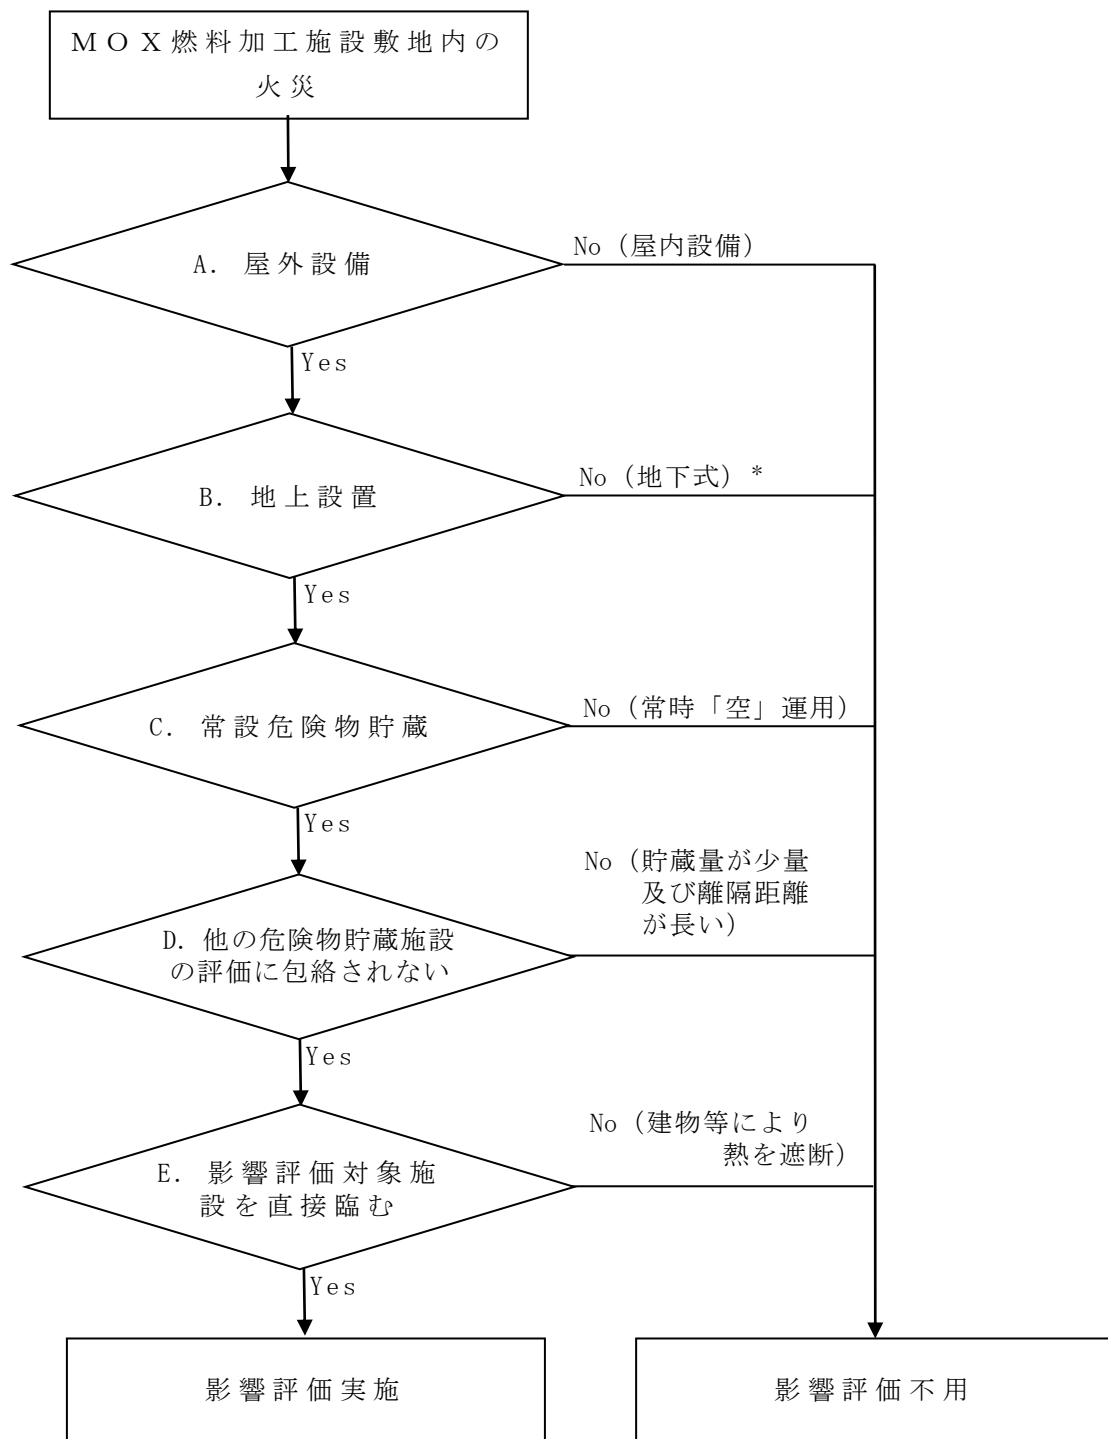 ＭＯＸ燃料加工施設敷地内の
火災
A. 屋外設備
No（屋内設備）
Yes
B. 地上設置
No（地下式）*
Yes
C. 常設危険物貯蔵
No（常時「空」運用）
Yes
No（貯蔵量が少量
及び離隔距離
が長い）
D. 他の危険物貯蔵施設
の評価に包絡されない
Yes
No（建物等により
熱を遮断）
E. 影響評価対象施
設を直接臨む
Yes
影響評価実施
影響評価不用